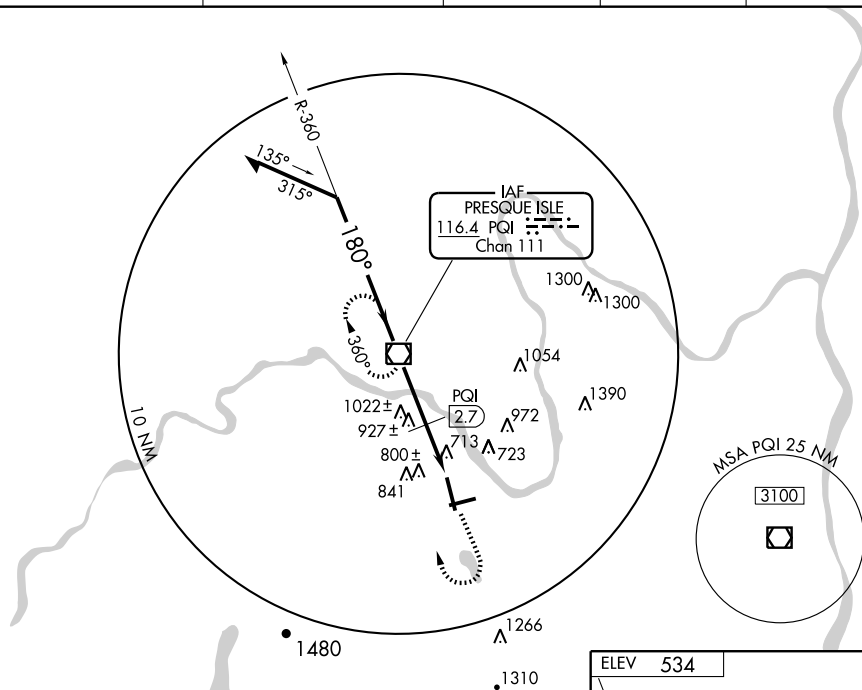 R-360
135°
315°
IAF
PRESQUE ISLE
116.4 PQI
Chan 111
180°
1300
1300
360°
1054
1390
PQI
2.7
1022±
927±
972
10 NM
713
723
800±
841
MSA PQI 25 NM
3100
1266
1480
ELEV 534
1310